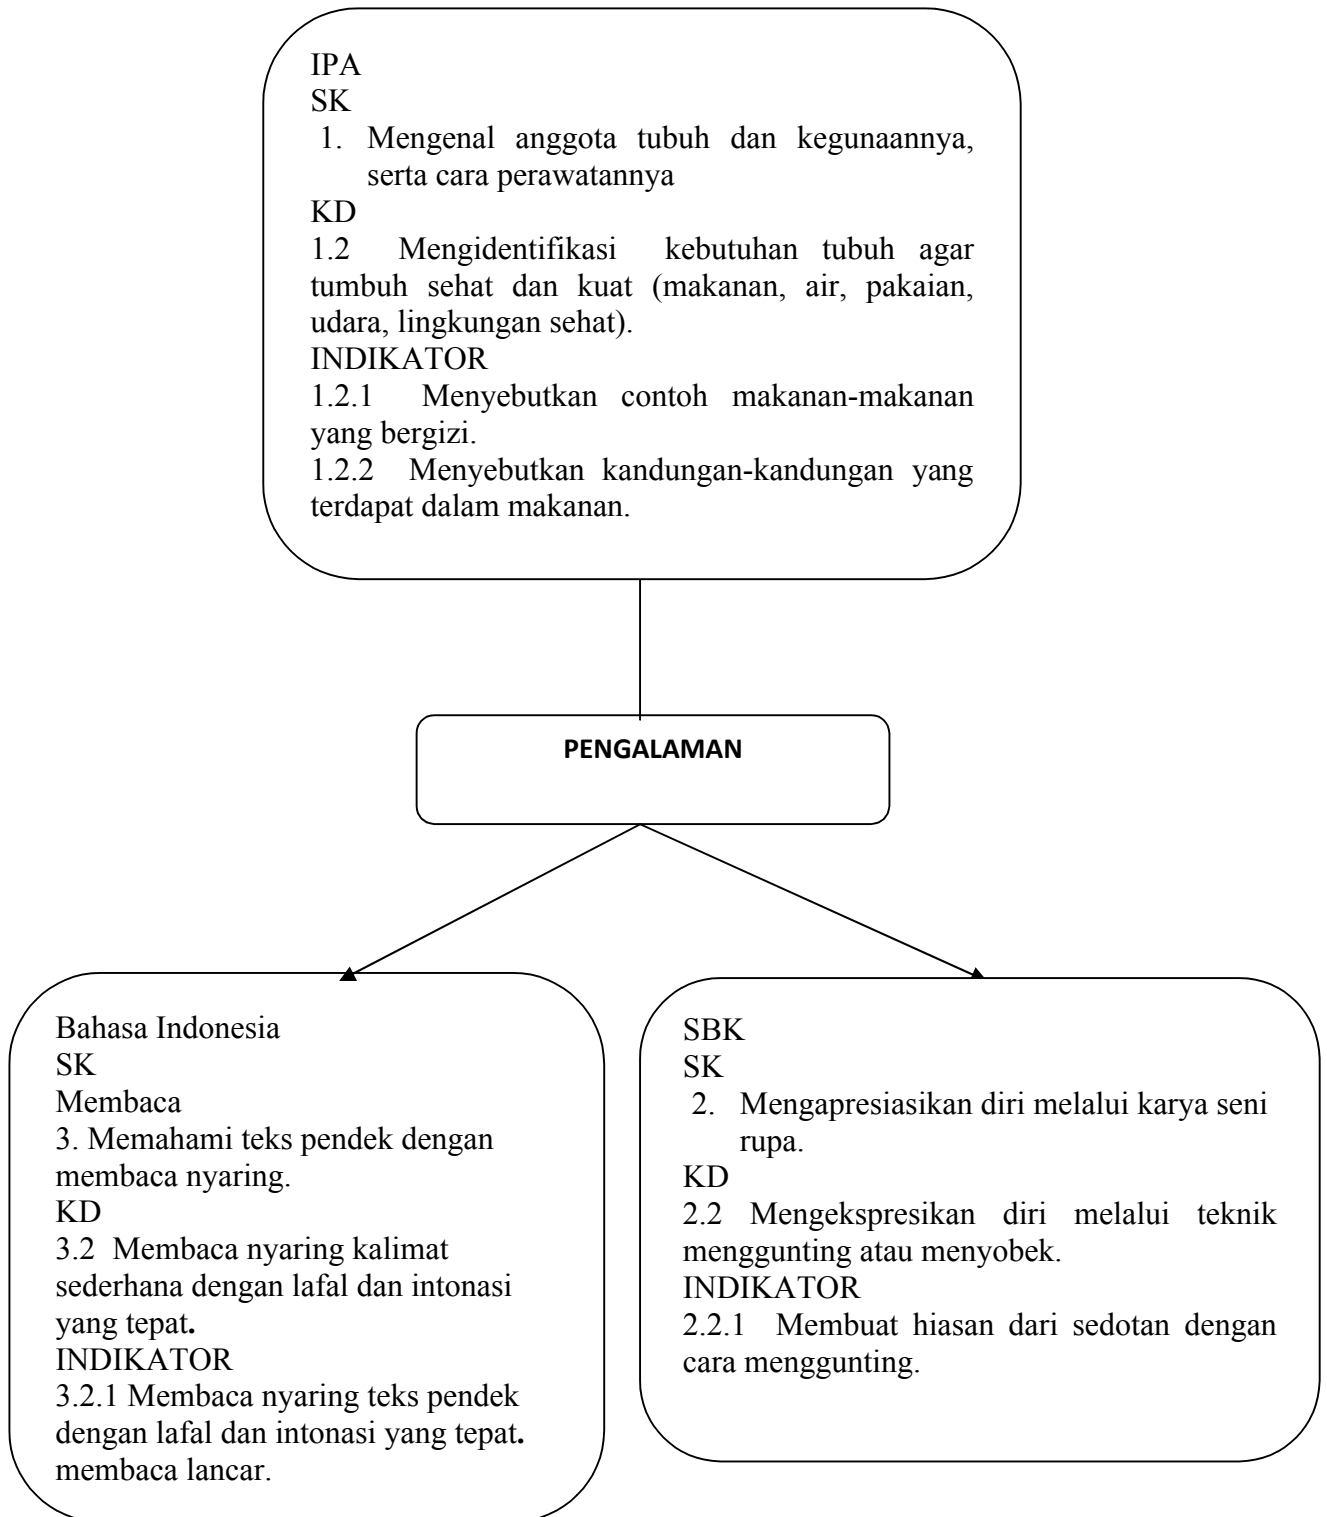 IPA
SK
1. Mengenal anggota tubuh dan kegunaannya,
serta cara perawatannya
KD
1.2 Mengidentifikasi kebutuhan tubuh agar
tumbuh sehat dan kuat (makanan, air, pakaian,
udara, lingkungan sehat).
INDIKATOR
1.2.1 Menyebutkan contoh makanan-makanan
yang bergizi.
1.2.2 Menyebutkan kandungan-kandungan yang
terdapat dalam makanan.
PENGALAMAN
Bahasa Indonesia
SK
Membaca
3. Memahami teks pendek dengan
membaca nyaring.
KD
3.2 Membaca nyaring kalimat
sederhana dengan lafal dan intonasi
yang tepat.
INDIKATOR
3.2.1 Membaca nyaring teks pendek
dengan lafal dan intonasi yang tepat.
membaca lancar.
SBK
SK
2. Mengapresiasikan diri melalui karya seni
rupa.
KD
2.2 Mengekspresikan diri melalui teknik
menggunting atau menyobek.
INDIKATOR
2.2.1 Membuat hiasan dari sedotan dengan
cara menggunting.